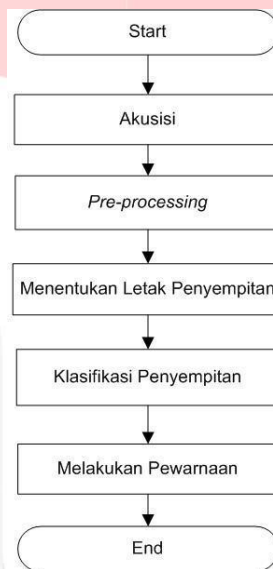 Start
Akusisi
Pre-processing
Menentukan Letak Penyempitan
Klasifikasi Penyempitan
Melakukan Pewarnaan
End